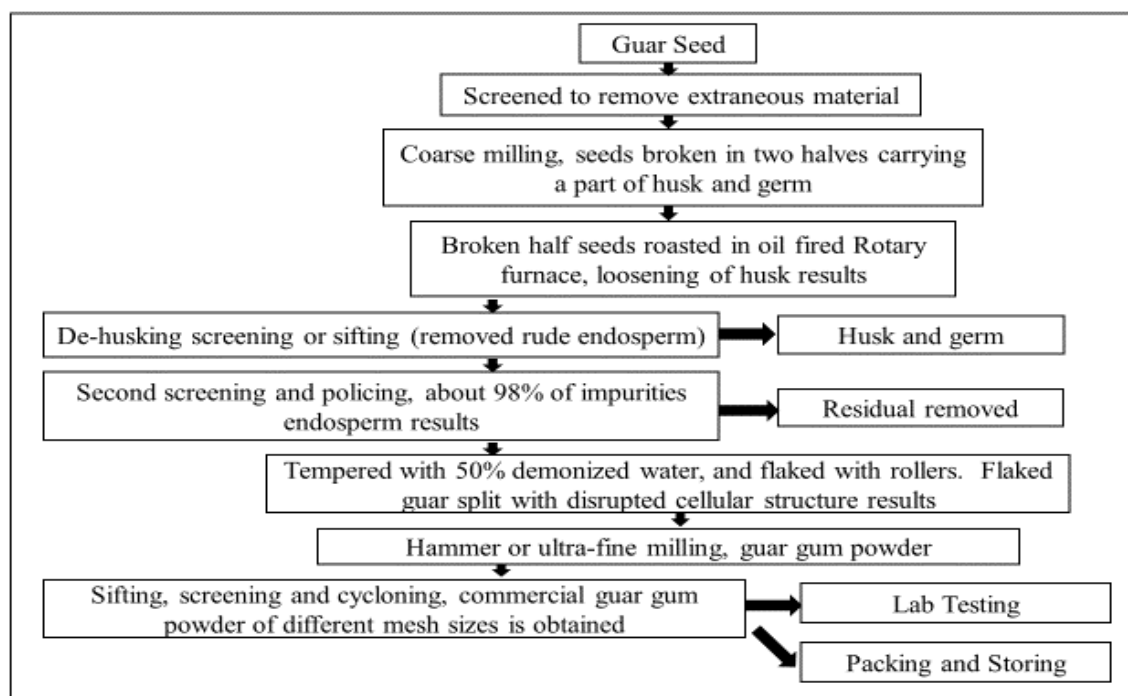 Guar Seed
Screened to remove extraneous material
Coarse milling, seeds broken in two halves carrying
a part of husk and germ
Broken half seeds roasted in oil fired Rotary
furnace, loosening of husk results
De-husking screening or sifting (removed rude endosperm)
Husk and germ
Second screening and policing, about 98% of impurities
endosperm results
Residual removed
Tempered with 50% demonized water, and flaked with rollers. Flaked
guar split with disrupted cellular structure results
Hammer or ultra-fine milling, guar gum powder
Sifting, screening and cycloning, commercial guar gum
powder of different mesh sizes is obtained
Lab Testing
Packing and Storing